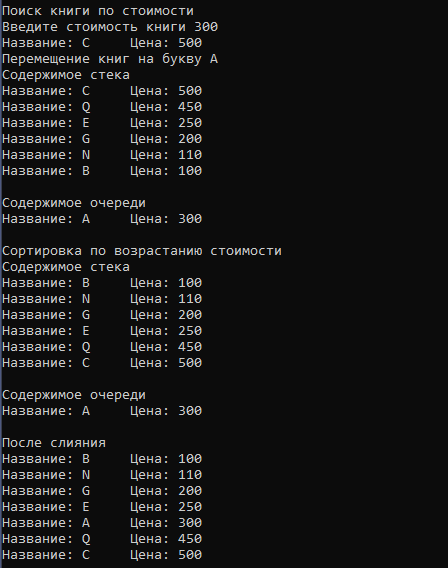 Поиск книги по стоимости
Введите стоимость книги 300
Название: C     Цена: 500
Перемещение книг на букву А
Содержимое стека
Название: C     Цена: 500
Название: Q     Цена: 450
Название: E     Цена: 250
Название: G     Цена: 200
Название: N     Цена: 110
Название: B     Цена: 100

Содержимое очереди
Название: A     Цена: 300

Сортировка по возрастанию стоимости
Содержимое стека
Название: B     Цена: 100
Название: N     Цена: 110
Название: G     Цена: 200
Название: E     Цена: 250
Название: Q     Цена: 450
Название: C     Цена: 500

Содержимое очереди
Название: A     Цена: 300

После слияния
Название: B     Цена: 100
Название: N     Цена: 110
Название: G     Цена: 200
Название: E     Цена: 250
Название: A     Цена: 300
Название: Q     Цена: 450
Название: C     Цена: 500